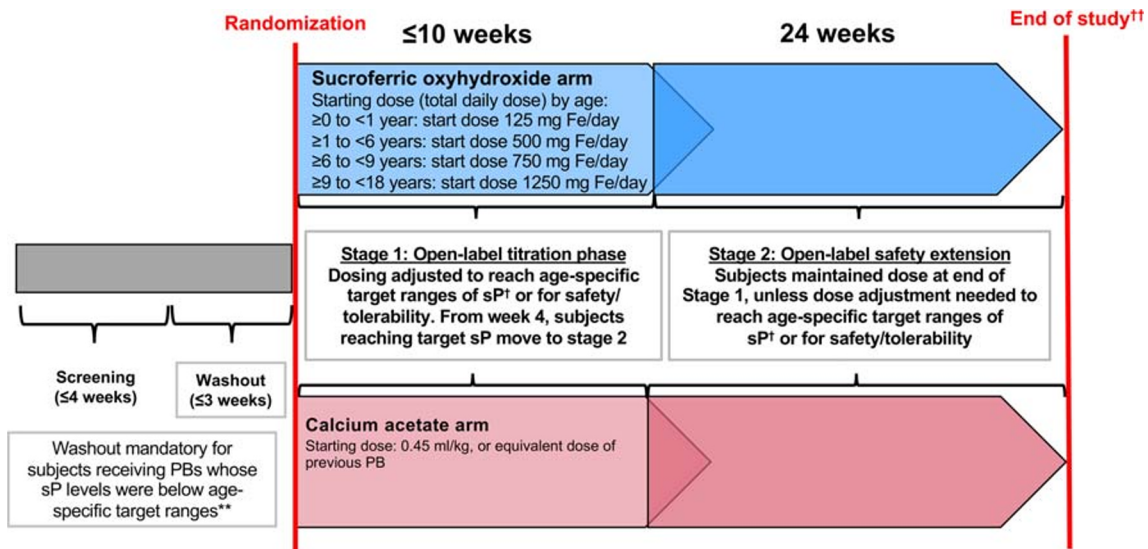 Randomization
≤10 weeks
24 weeks
End of study††
Sucroferric oxyhydroxide arm
Starting dose (total daily dose) by age:
≥0 to <1 year: start dose 125 mg Fe/day
≥1 to <6 years: start dose 500 mg Fe/day
≥6 to <9 years: start dose 750 mg Fe/day
≥9 to <18 years: start dose 1250 mg Fe/day
Stage 1: Open-label titration phase
Dosing adjusted to reach age-specific
target ranges of sP† or for safety/
tolerability. From week 4, subjects
reaching target sP move to stage 2
Stage 2: Open-label safety extension
Subjects maintained dose at end of
Stage 1, unless dose adjustment needed to
reach age-specific target ranges of
sP† or for safety/tolerability
Screening
(≤4 weeks)
Washout
(≤3 weeks)
Washout mandatory for
subjects receiving PBs whose
sP levels were below age-
specific target ranges**
Calcium acetate arm
Starting dose: 0.45 ml/kg, or equivalent dose of
previous PB